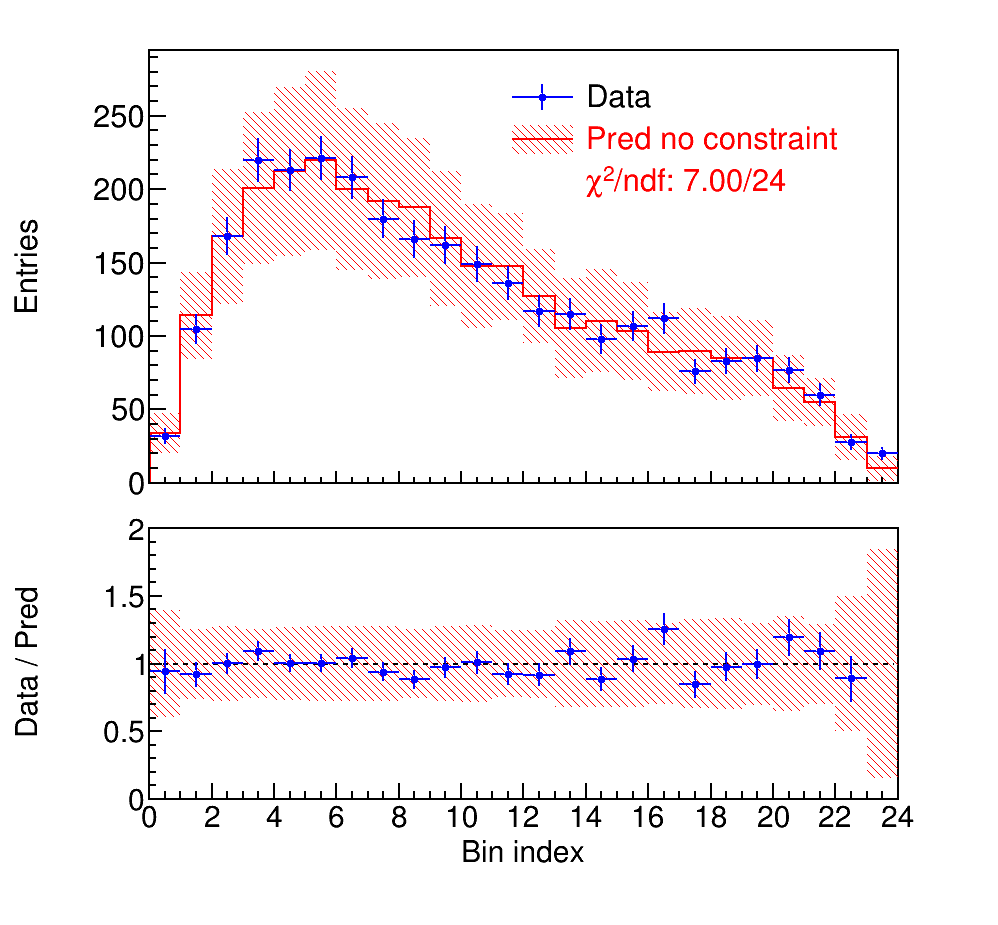 Data
Pred no constraint
χ²/ndf: 7.00/24
Entries
250
200
150
100
50
0
Data / Pred
2
1.5
1
0.5
0
0 2 4 6 8 10 12 14 16 18 20 22 24
Bin index